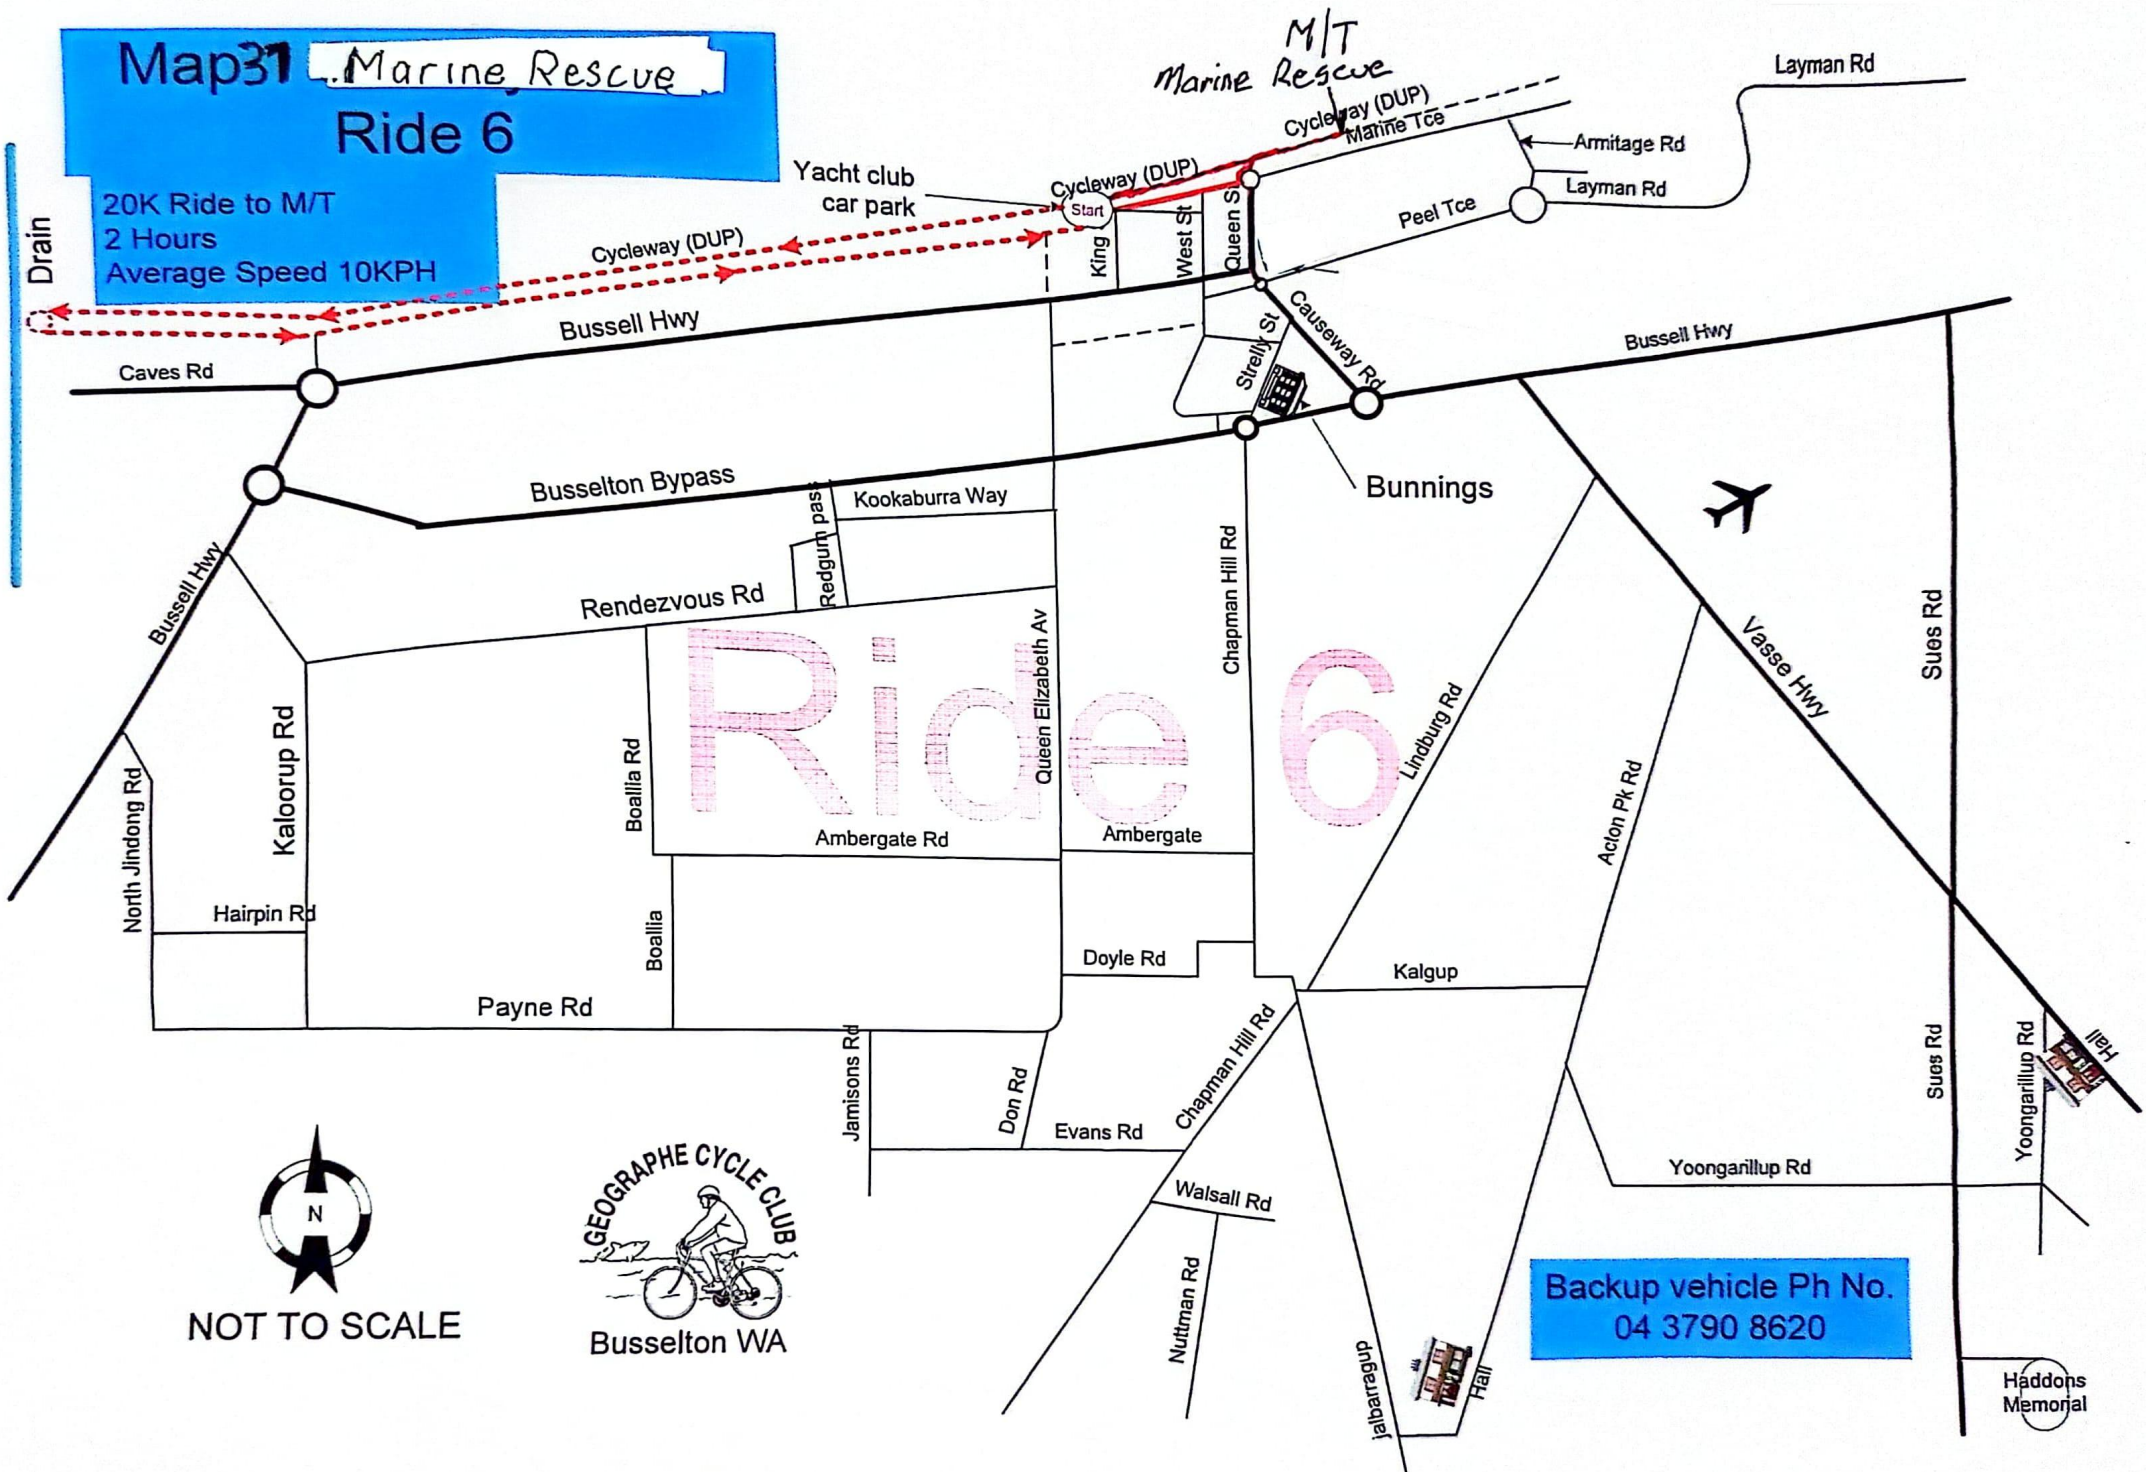 Map31 Marine Rescue
Ride 6
20K Ride to M/T
2 Hours
Average Speed 10KPH
M/T
Marine Rescue
Layman Rd
Cycleway (DUP)
Marine Tce
Armitage Rd
Layman Rd
Peel Tce
Yacht club
car park
Cycleway (DUP)
Start
Cycleway (DUP)
Drain
King
West St
Queen St
Bussell Hwy
Causeway Rd
Strelly St
Bussell Hwy
Caves Rd
Bunnings
Busselton Bypass
Kookaburra Way
Redgum pass
Rendezvous Rd
Bussell Hwy
Chapman Hill Rd
Queen Elizabeth Av
Ride 6
Lindburg Rd
Vasse Hwy
Sues Rd
Acton Pk Rd
Kaloorup Rd
Boallia Rd
North Jindong Rd
Ambergate Rd
Ambergate
Hairpin Rd
Boallia
Doyle Rd
Kalgup
Payne Rd
Jamisons Rd
Don Rd
Chapman Hill Rd
Evans Rd
Sues Rd
Yoongarillup Rd
Hall
Yoongarillup Rd
Walsall Rd
Nuttman Rd
jalbarragup
Hall
N
NOT TO SCALE
GEOGRAPHE CYCLE CLUB
Busselton WA
Backup vehicle Ph No.
04 3790 8620
Haddons
Memorial